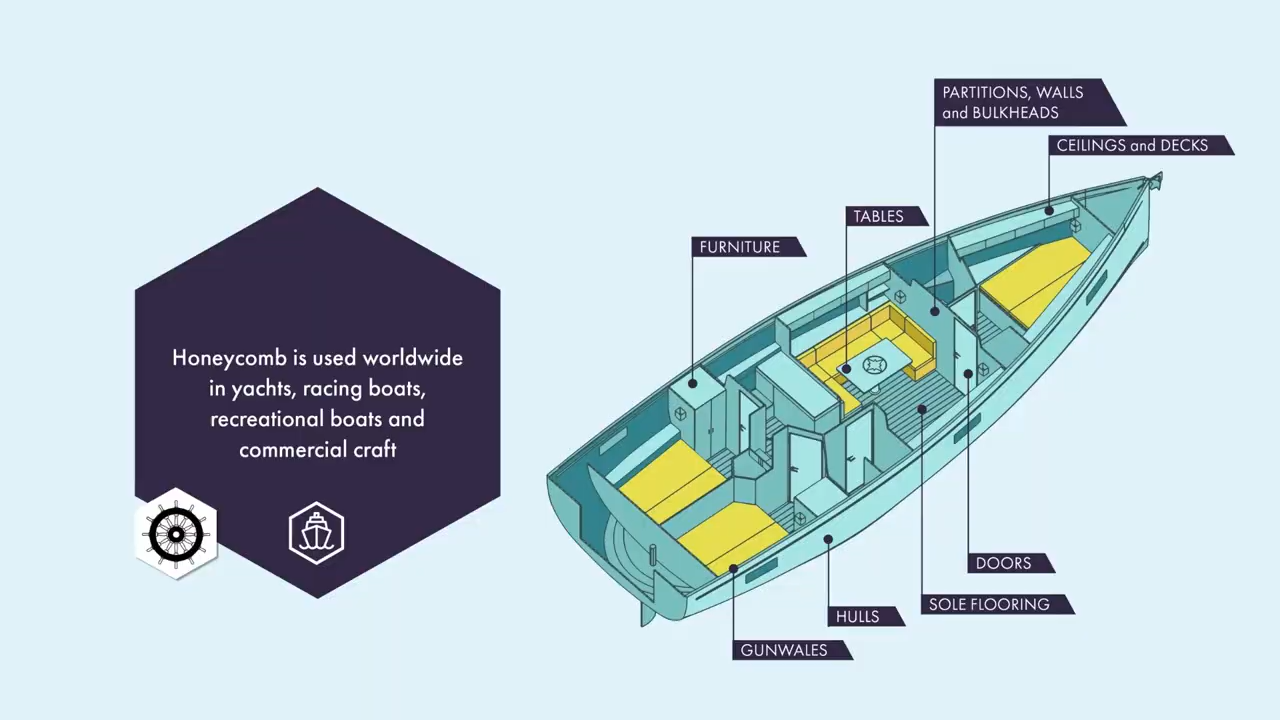 Honeycomb is used worldwide
in yachts, racing boats,
recreational boats and
commercial craft
PARTITIONS, WALLS
and BULKHEADS
CEILINGS and DECKS
TABLES
FURNITURE
DOORS
SOLE FLOORING
HULLS
GUNWALES